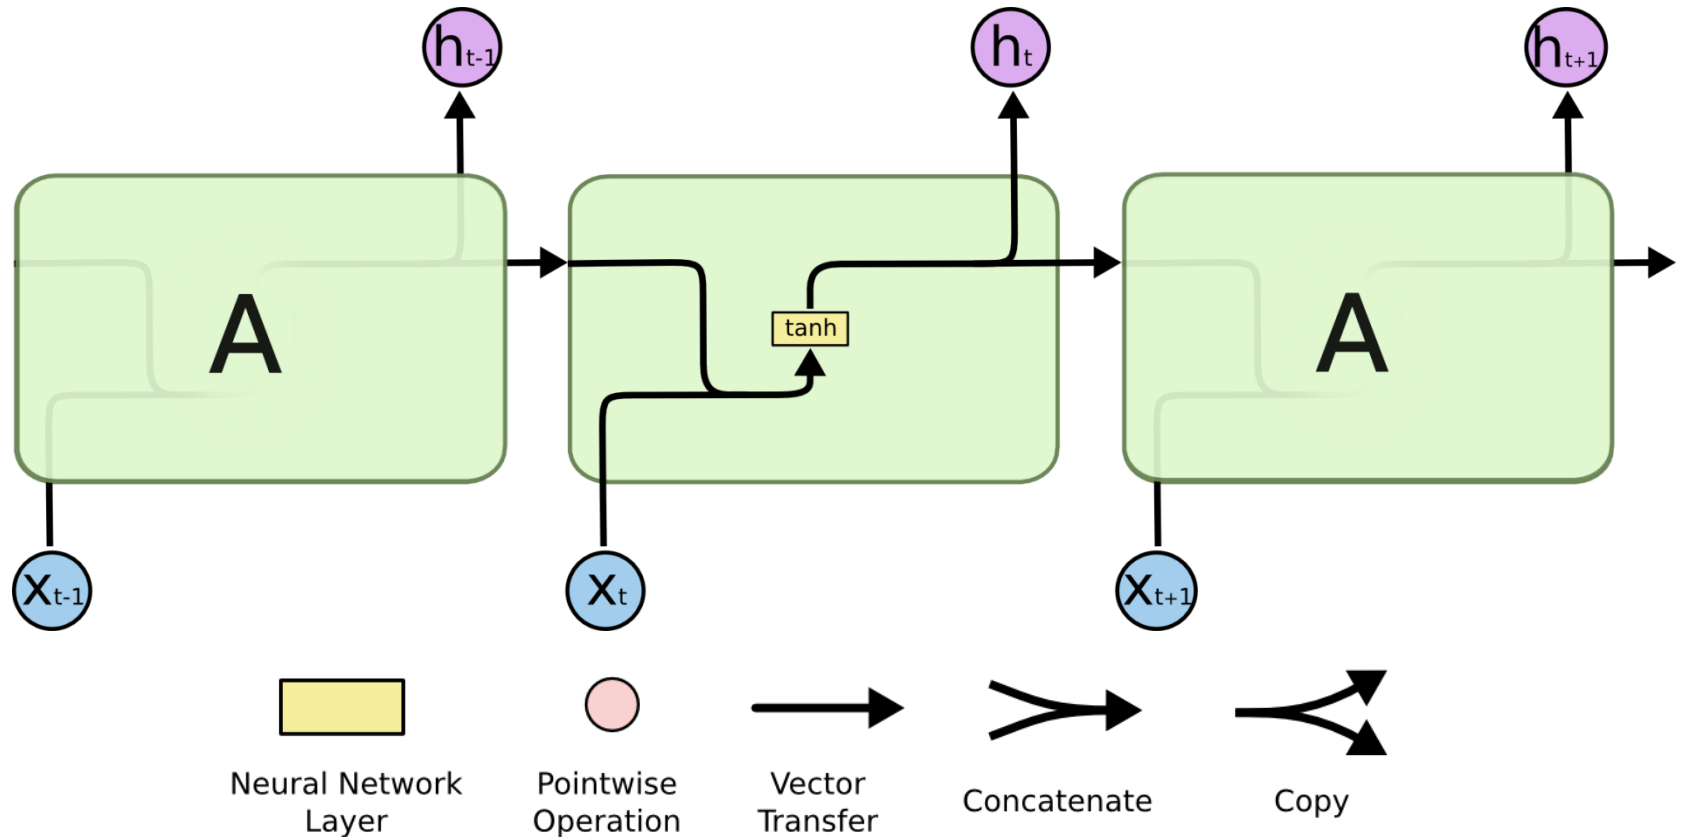 ht-1
ht
ht+1
A
tanh
A
xt-1
xt
xt+1
Neural Network
Layer
Pointwise
Operation
Vector
Transfer
Concatenate
Copy